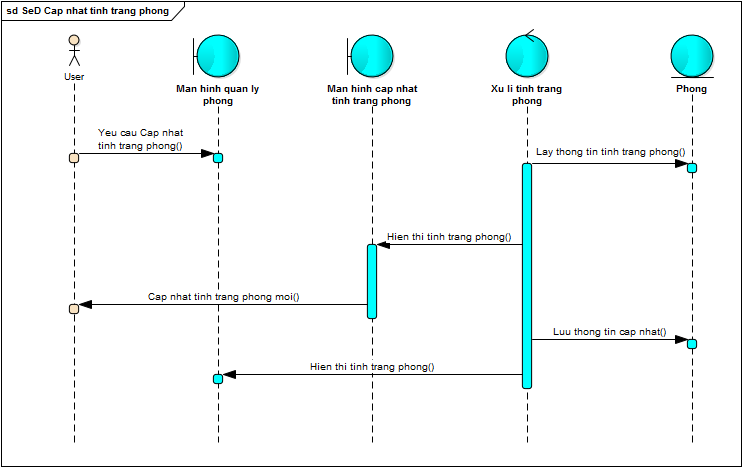 sd SeD Cap nhat tinh trang phong
User
Man hinh quan ly
phong
Man hinh cap nhat
tinh trang phong
Xu li tinh trang
phong
Phong
Yeu cau Cap nhat
tinh trang phong()
Lay thong tin tinh trang phong()
Hien thi tinh trang phong()
Cap nhat tinh trang phong moi()
Luu thong tin cap nhat()
Hien thi tinh trang phong()